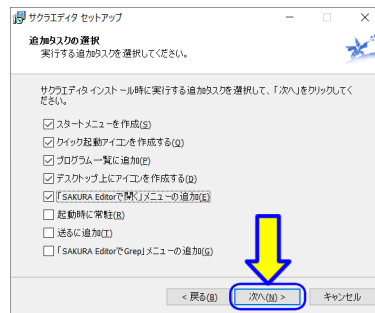 サクラエディタ セットアップ
追加タスクの選択
実行する追加タスクを選択してください。
サクラエディタ インストール時に実行する追加タスクを選択して、「次へ」をクリックしてく
ださい。
スタートメニューを作成(S)
クイック起動アイコンを作成する(Q)
プログラム一覧に追加(P)
デスクトップ上にアイコンを作成する(D)
「SAKURA Editorで開く」メニューの追加(E)
起動時に常駐(R)
送るに追加(T)
「SAKURA EditorでGrep」メニューの追加(G)
< 戻る(B)
次へ(N) >
キャンセル